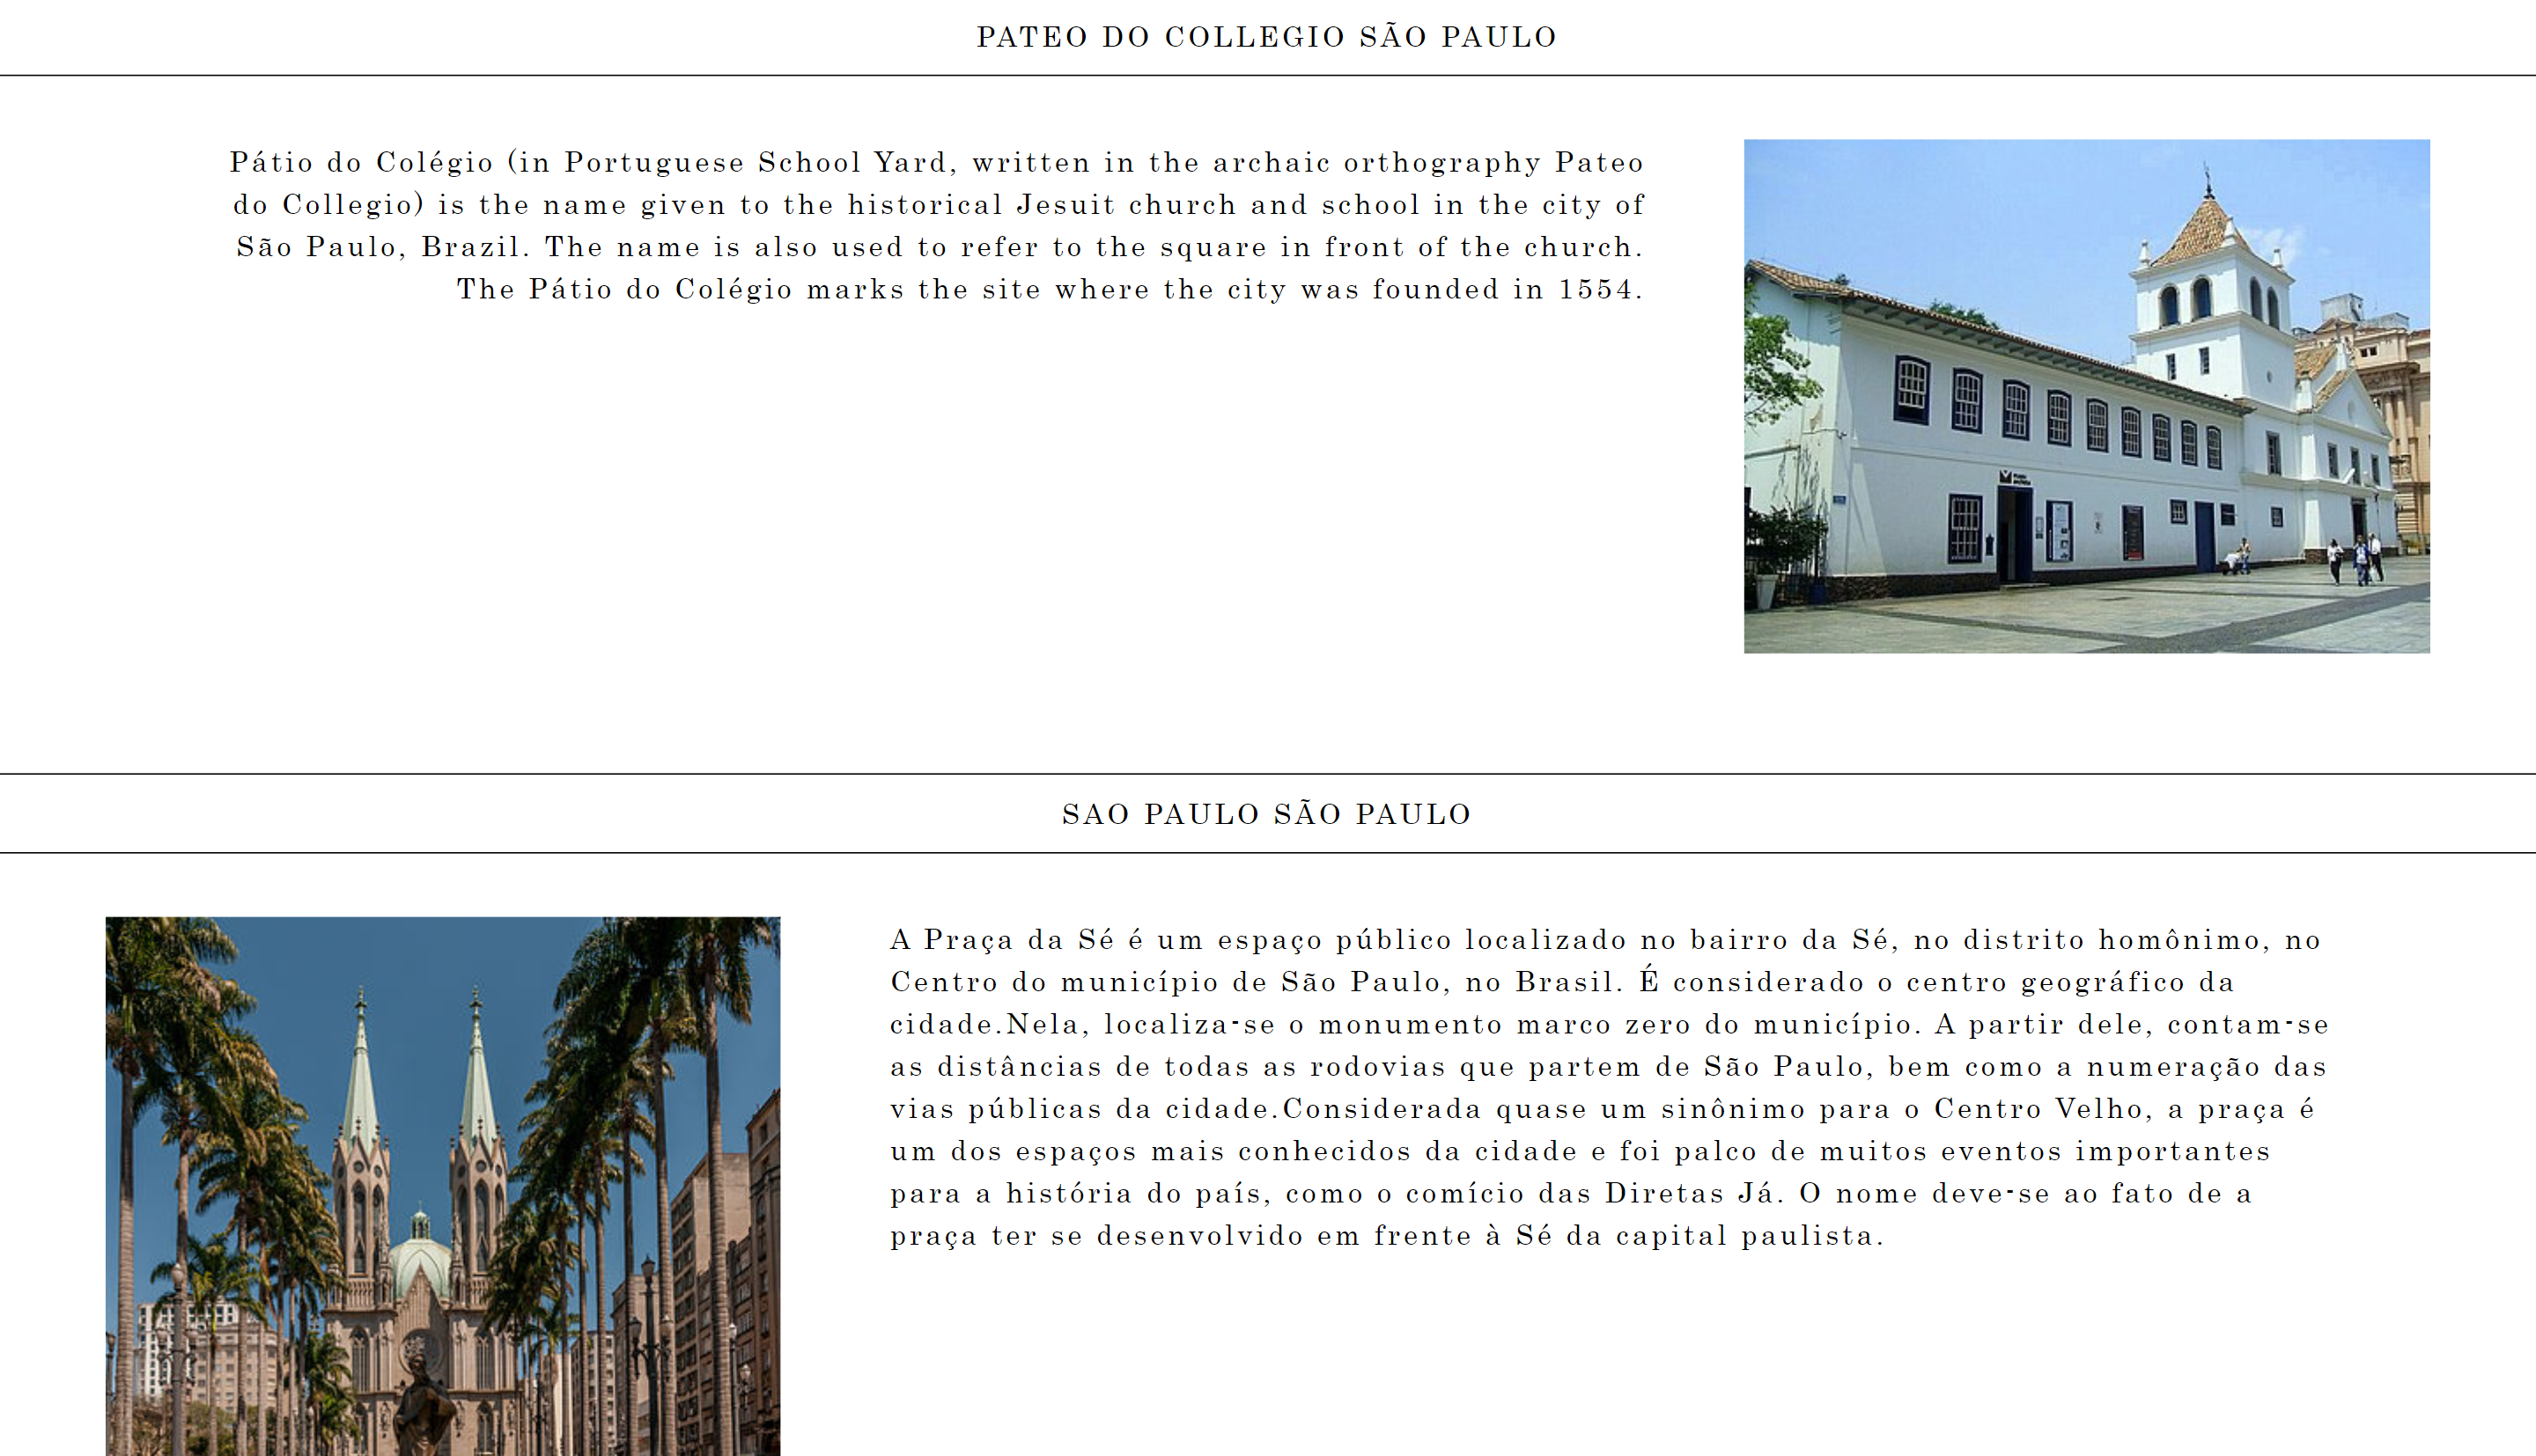 PATEO DO COLLEGIO SÃO PAULO
Pátio do Colégio (in Portuguese School Yard, written in the archaic orthography Pateo
do Collegio) is the name given to the historical Jesuit church and school in the city of
São Paulo, Brazil. The name is also used to refer to the square in front of the church.
The Pátio do Colégio marks the site where the city was founded in 1554.
SAO PAULO SÃO PAULO
A Praça da Sé é um espaço público localizado no bairro da Sé, no distrito homônimo, no
Centro do município de São Paulo, no Brasil. É considerado o centro geográfico da
cidade.Nela, localiza-se o monumento marco zero do município. A partir dele, contam-se
as distâncias de todas as rodovias que partem de São Paulo, bem como a numeração das
vias públicas da cidade.Considerada quase um sinônimo para o Centro Velho, a praça é
um dos espaços mais conhecidos da cidade e foi palco de muitos eventos importantes
para a história do país, como o comício das Diretas Já. O nome deve-se ao fato de a
praça ter se desenvolvido em frente à Sé da capital paulista.